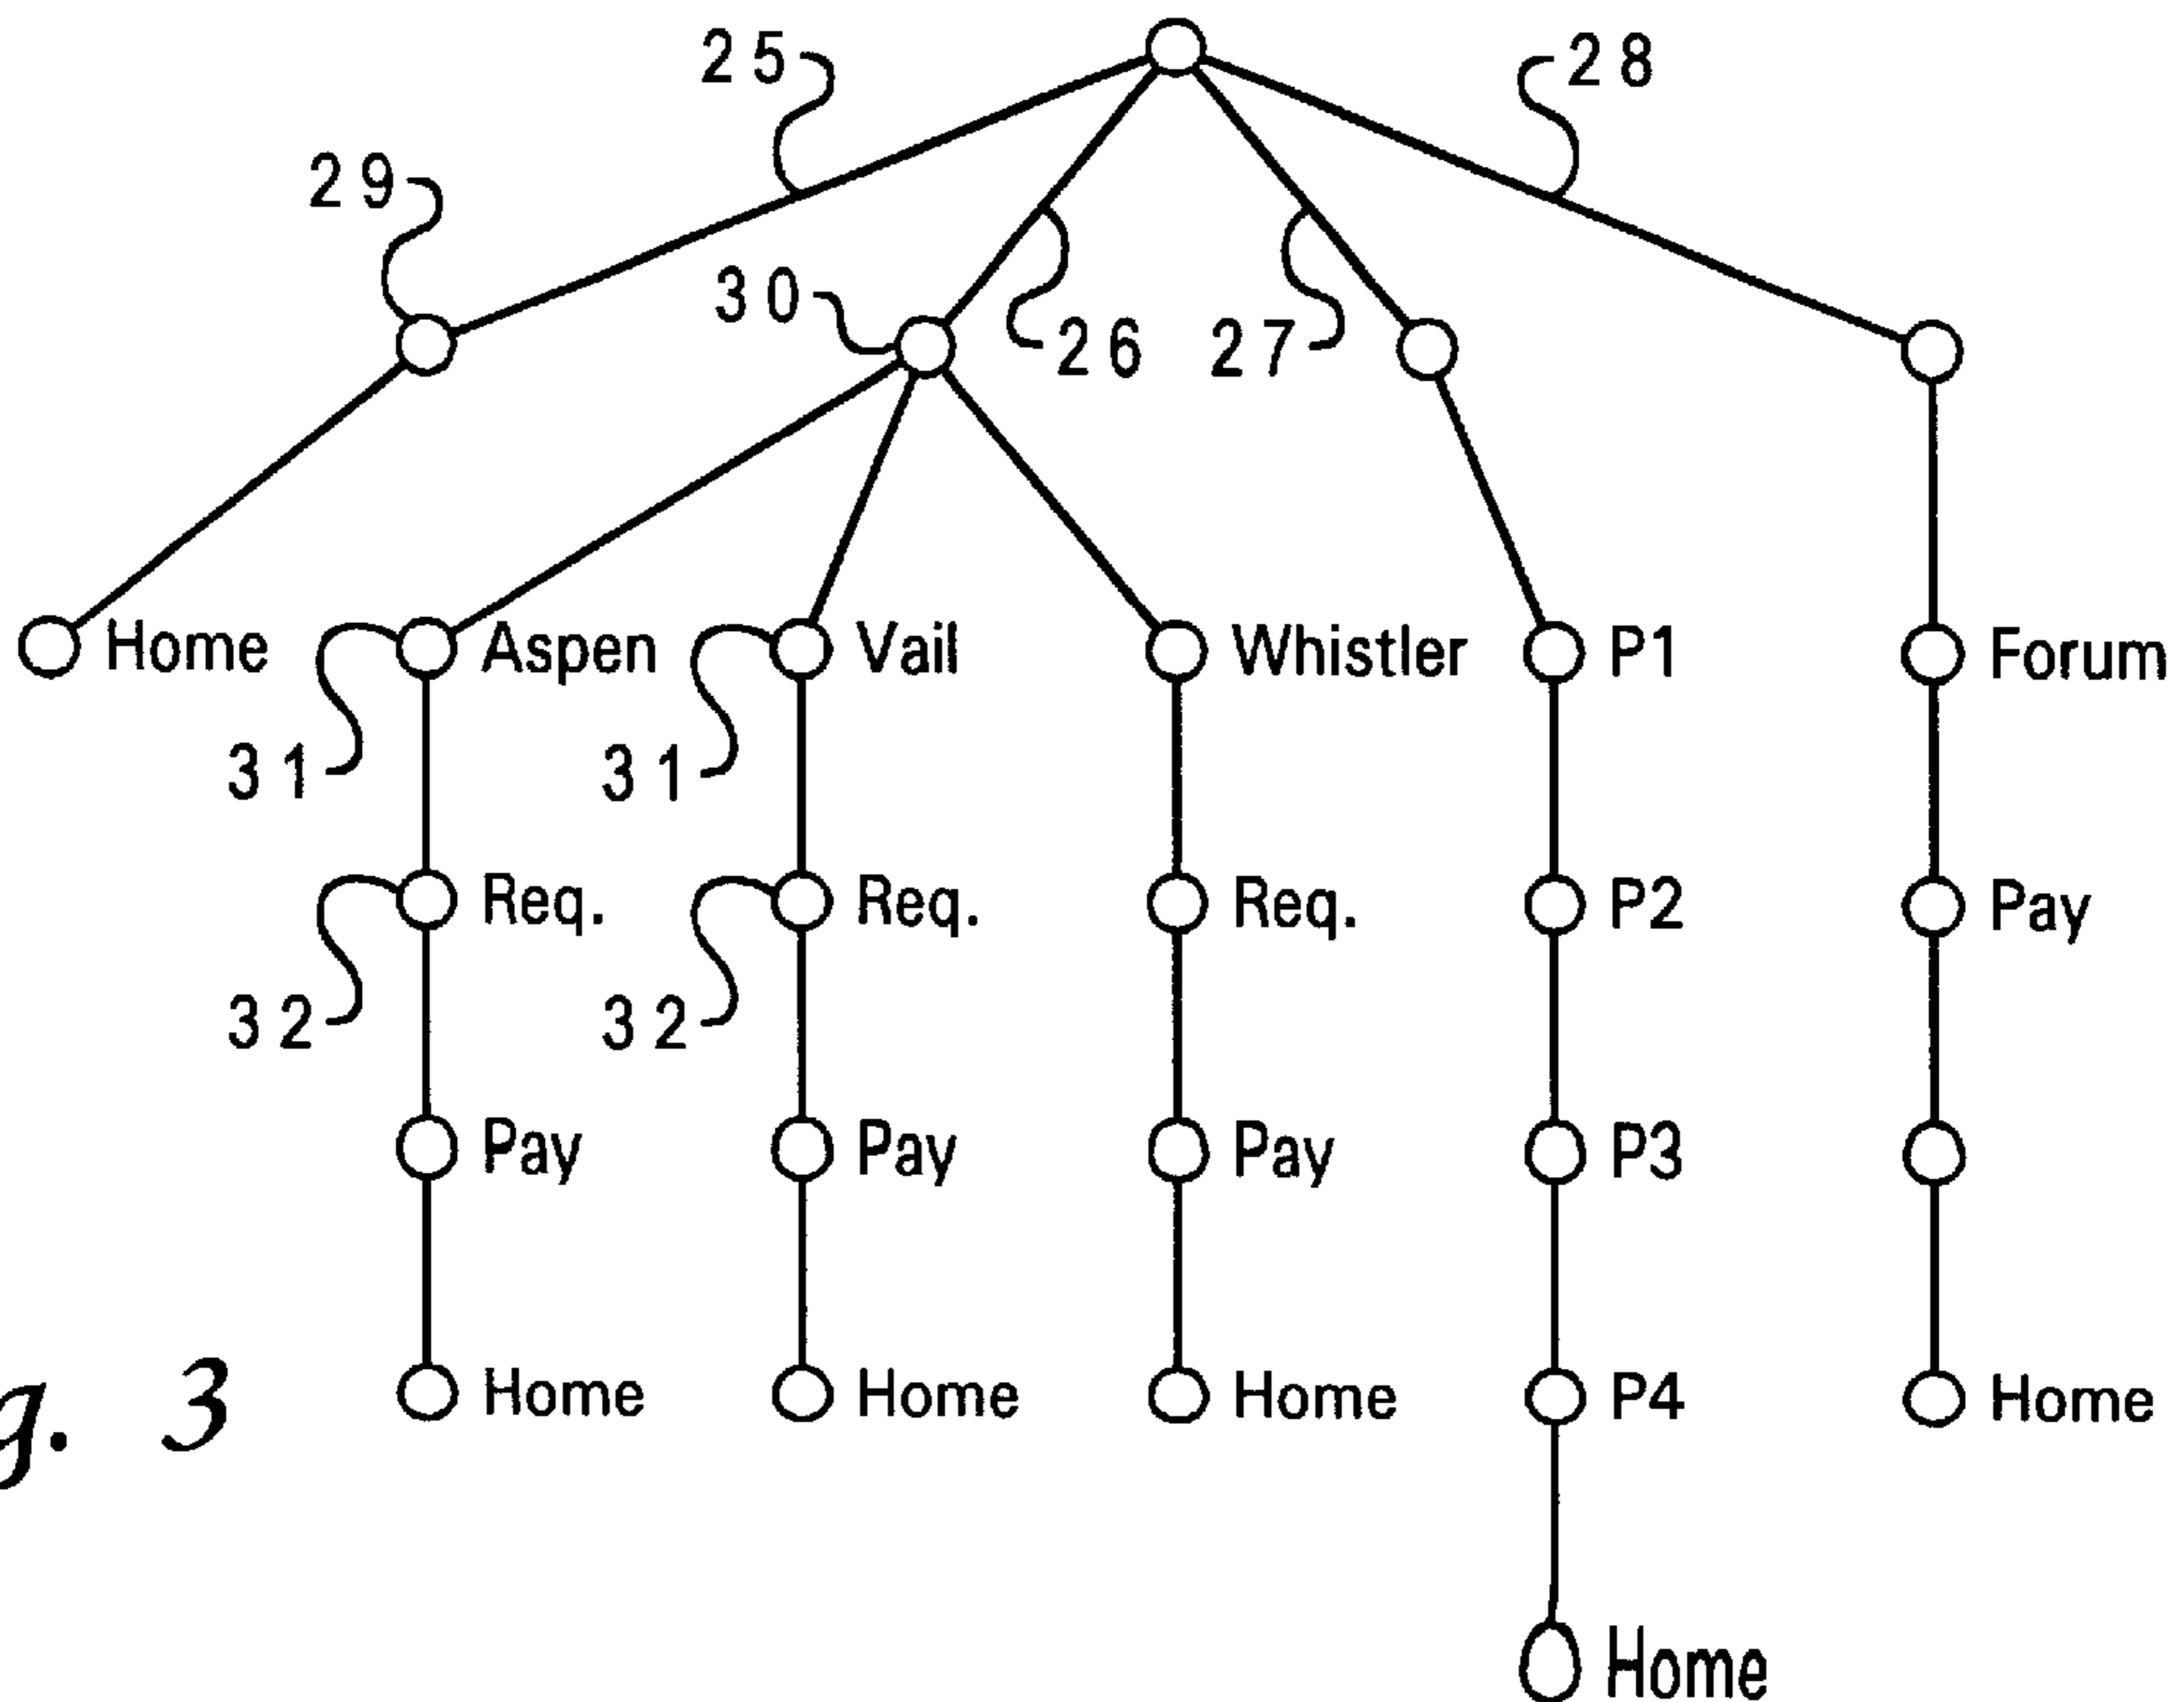 25
28
29
30
26
27
Home
Aspen
Vail
Whistler
P1
Forum
31
31
Req.
Req.
Req.
P2
Pay
32
32
Pay
Pay
Pay
P3
Home
Home
Home
P4
Home
g. 3
Home